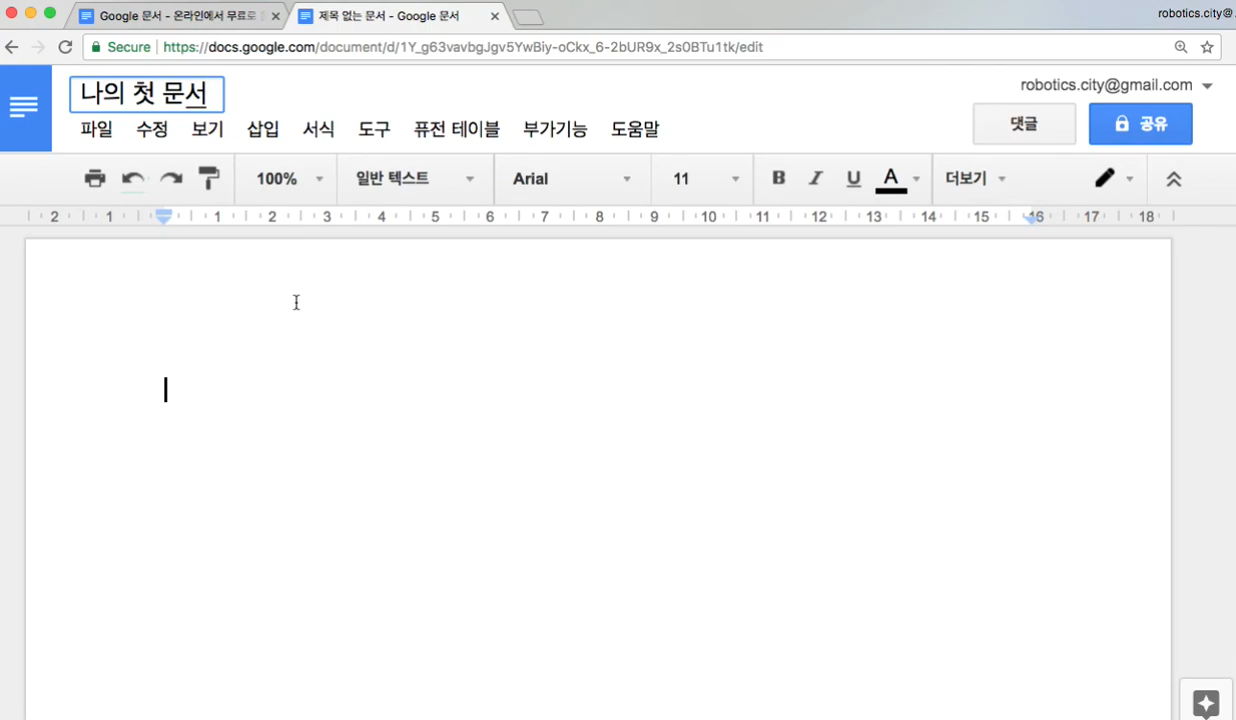 Google 문서 - 온라인에서 무료로
제목 없는 문서 - Google 문서
robotics.city@
Secure
https://docs.google.com/document/d/1Y_g63vavbgJgv5YwBiy-oCkx_6-2bUR9x_2s0BTu1tk/edit
나의 첫 문서
robotics.city@gmail.com
파일 수정 보기 삽입 서식 도구 퓨전 테이블 부가기능 도움말
댓글
공유
100% 일반 텍스트 Arial 11 B I U A 더보기
2 1 1 2 3 4 5 6 7 8 9 10 11 12 13 14 15 16 17 18